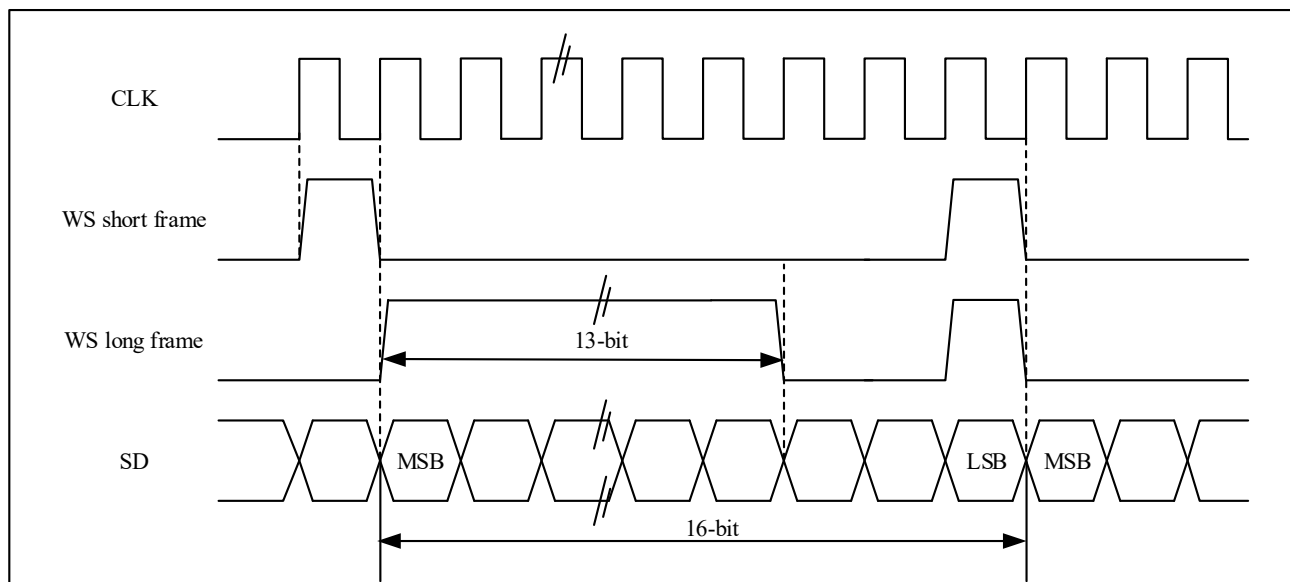 CLK
WS short frame
WS long frame
13-bit
SD
MSB
LSB
MSB
16-bit